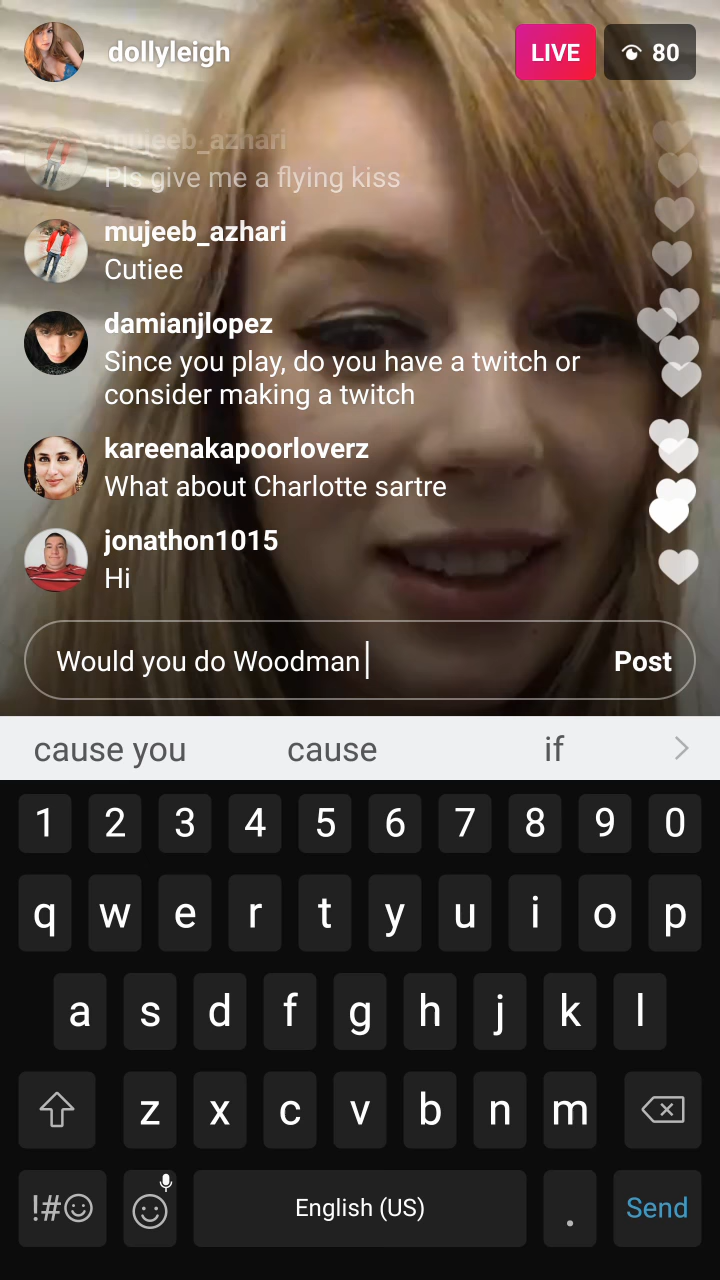 dollyleigh
LIVE
80
mujeeb_azhari
Pls give me a flying kiss
mujeeb_azhari
Cutiee
damianjlopez
Since you play, do you have a twitch or
consider making a twitch
kareenakapoorloverz
What about Charlotte sartre
jonathon1015
Hi
Would you do Woodman
Post
cause you cause if
1 2 3 4 5 6 7 8 9 0
q w e r t y u i o p
a s d f g h j k l
z x c v b n m
!#☺ English (US) . Send